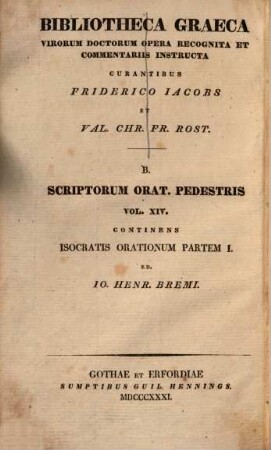 BIBLIOTHECA GRAECA
VIRORUM DOCTORUM OPERA RECOGNITA ET
COMMENTARIIS INSTRUCTA
CURANTIBUS
FRIDERICO IACOBS
ET
VAL. CHR. FR. ROST.
B.
SCRIPTORUM ORAT. PEDESTRIS
VOL. XIV.
CONTINENS
ISOCRATIS ORATIONUM PARTEM I.
ED.
IO. HENR. BREMI.
GOTHAE ET ERFORDIAE
SUMPTIBUS GUIL. HENNINGS.
MDCCCXXXI.